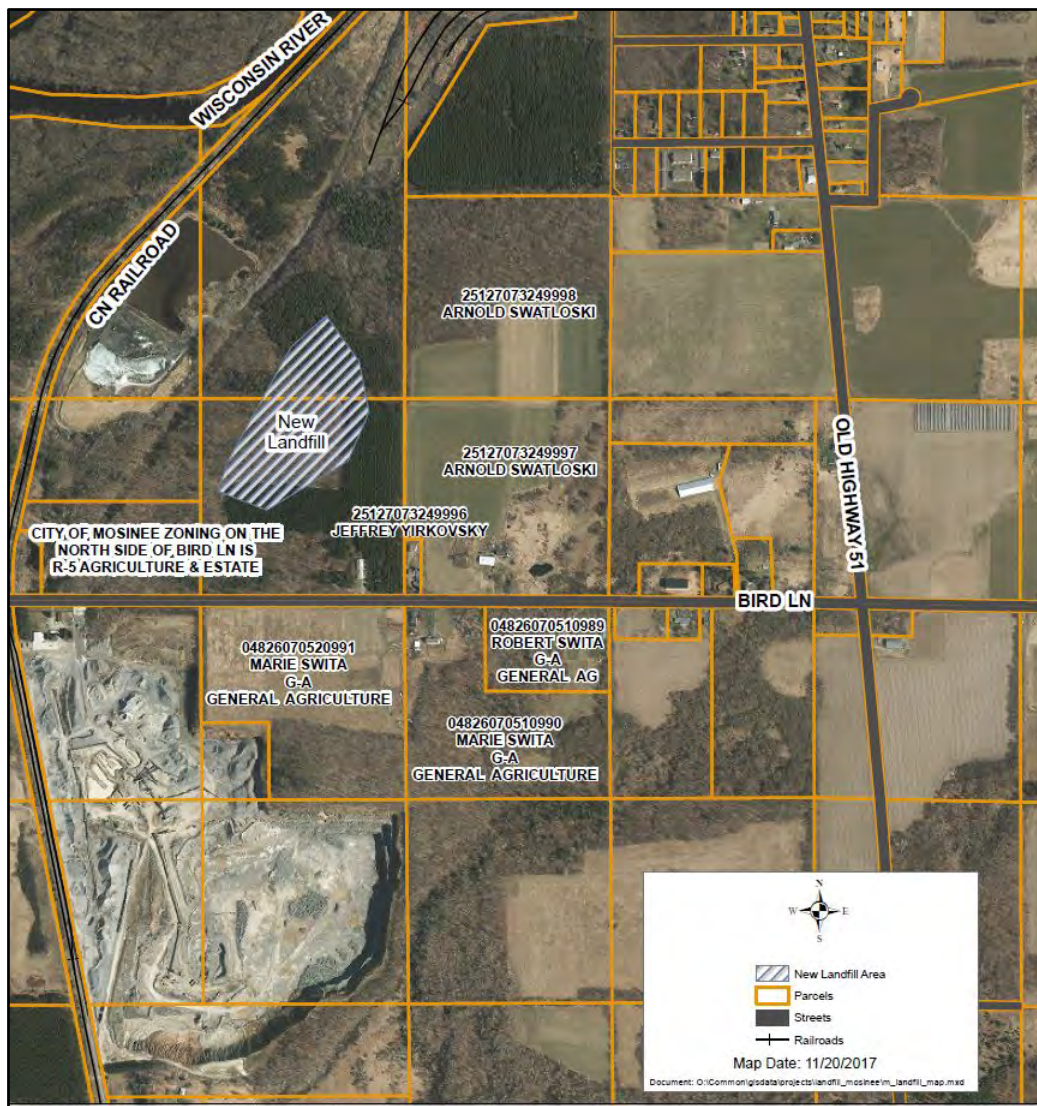 WISCONSIN RIVER
CN RAILROAD
25127073249998
ARNOLD SWATLOSKI
New
Landfill
25127073249997
ARNOLD SWATLOSKI
OLD HIGHWAY 51
25127073249996
JEFFREY YIRKOVSKY
CITY OF MOSINEE ZONING ON THE
NORTH SIDE OF BIRD LN IS
R-5 AGRICULTURE & ESTATE
BIRD LN
04826070520991
MARIE SWITA
G-A
GENERAL AGRICULTURE
04826070510989
ROBERT SWITA
G-A
GENERAL AG
04826070510990
MARIE SWITA
G-A
GENERAL AGRICULTURE
N
W E
S
New Landfill Area
Parcels
Streets
Railroads
Map Date: 11/20/2017
Document: O:\Common\gisdata\projects\landfill_mosinee\m_landfill_map.mxd